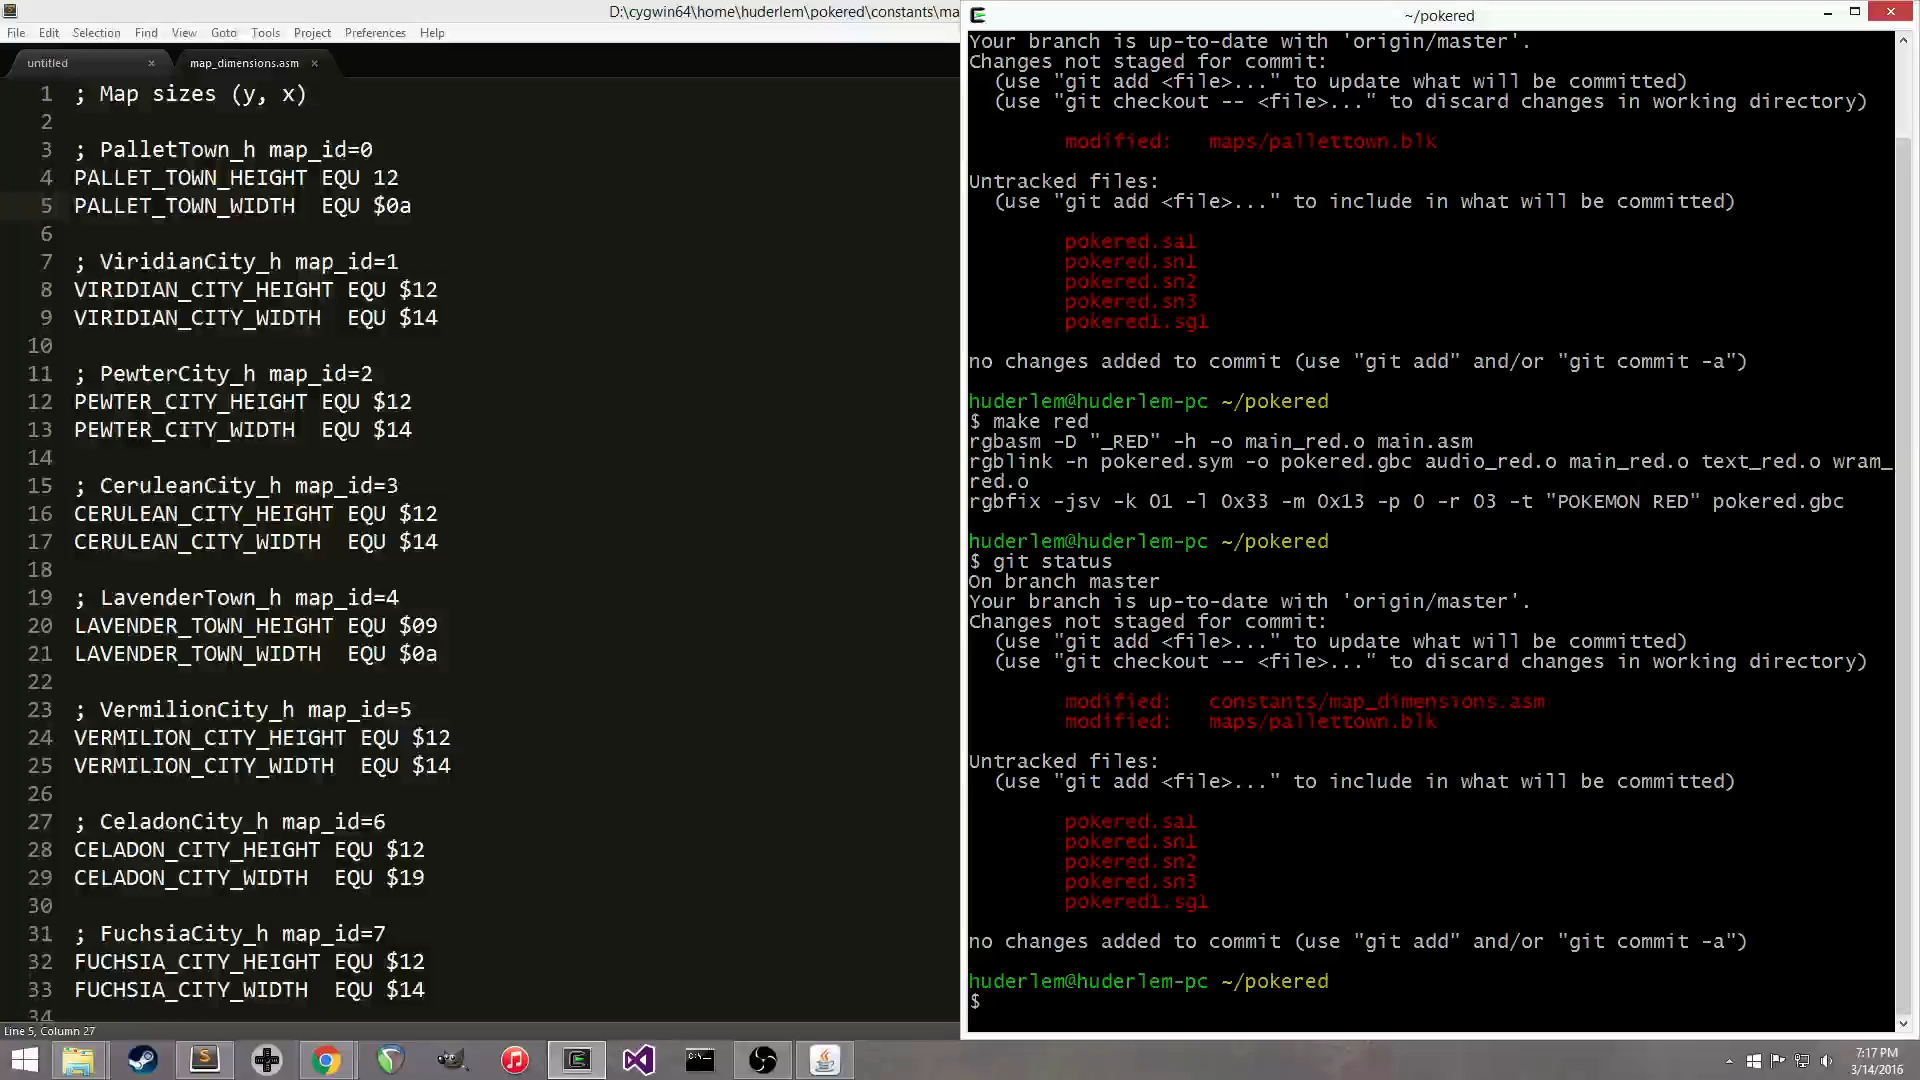 D:\cygwin64\home\huderlem\pokered\constants\ma
File Edit Selection Find View Goto Tools Project Preferences Help
untitled × map_dimensions.asm ×
1 ; Map sizes (y, x)
2
3 ; PalletTown_h map_id=0
4 PALLET_TOWN_HEIGHT EQU 12
5 PALLET_TOWN_WIDTH  EQU $0a
6
7 ; ViridianCity_h map_id=1
8 VIRIDIAN_CITY_HEIGHT EQU $12
9 VIRIDIAN_CITY_WIDTH  EQU $14
10
11 ; PewterCity_h map_id=2
12 PEWTER_CITY_HEIGHT EQU $12
13 PEWTER_CITY_WIDTH  EQU $14
14
15 ; CeruleanCity_h map_id=3
16 CERULEAN_CITY_HEIGHT EQU $12
17 CERULEAN_CITY_WIDTH  EQU $14
18
19 ; LavenderTown_h map_id=4
20 LAVENDER_TOWN_HEIGHT EQU $09
21 LAVENDER_TOWN_WIDTH  EQU $0a
22
23 ; VermilionCity_h map_id=5
24 VERMILION_CITY_HEIGHT EQU $12
25 VERMILION_CITY_WIDTH  EQU $14
26
27 ; CeladonCity_h map_id=6
28 CELADON_CITY_HEIGHT EQU $12
29 CELADON_CITY_WIDTH  EQU $19
30
31 ; FuchsiaCity_h map_id=7
32 FUCHSIA_CITY_HEIGHT EQU $12
33 FUCHSIA_CITY_WIDTH  EQU $14
34
Line 5, Column 27
~/pokered
Your branch is up-to-date with 'origin/master'.
Changes not staged for commit:
  (use "git add <file>..." to update what will be committed)
  (use "git checkout -- <file>..." to discard changes in working directory)
        modified:   maps/pallettown.blk
Untracked files:
  (use "git add <file>..." to include in what will be committed)
        pokered.sa1
        pokered.sn1
        pokered.sn2
        pokered.sn3
        pokered1.sg1
no changes added to commit (use "git add" and/or "git commit -a")
huderlem@huderlem-pc ~/pokered
$ make red
rgbasm -D "_RED" -h -o main_red.o main.asm
rgblink -n pokered.sym -o pokered.gbc audio_red.o main_red.o text_red.o wram_
red.o
rgbfix -jsv -k 01 -l 0x33 -m 0x13 -p 0 -r 03 -t "POKEMON RED" pokered.gbc
huderlem@huderlem-pc ~/pokered
$ git status
On branch master
Your branch is up-to-date with 'origin/master'.
Changes not staged for commit:
  (use "git add <file>..." to update what will be committed)
  (use "git checkout -- <file>..." to discard changes in working directory)
        modified:   constants/map_dimensions.asm
        modified:   maps/pallettown.blk
Untracked files:
  (use "git add <file>..." to include in what will be committed)
        pokered.sa1
        pokered.sn1
        pokered.sn2
        pokered.sn3
        pokered1.sg1
no changes added to commit (use "git add" and/or "git commit -a")
huderlem@huderlem-pc ~/pokered
$
7:17 PM
3/14/2016